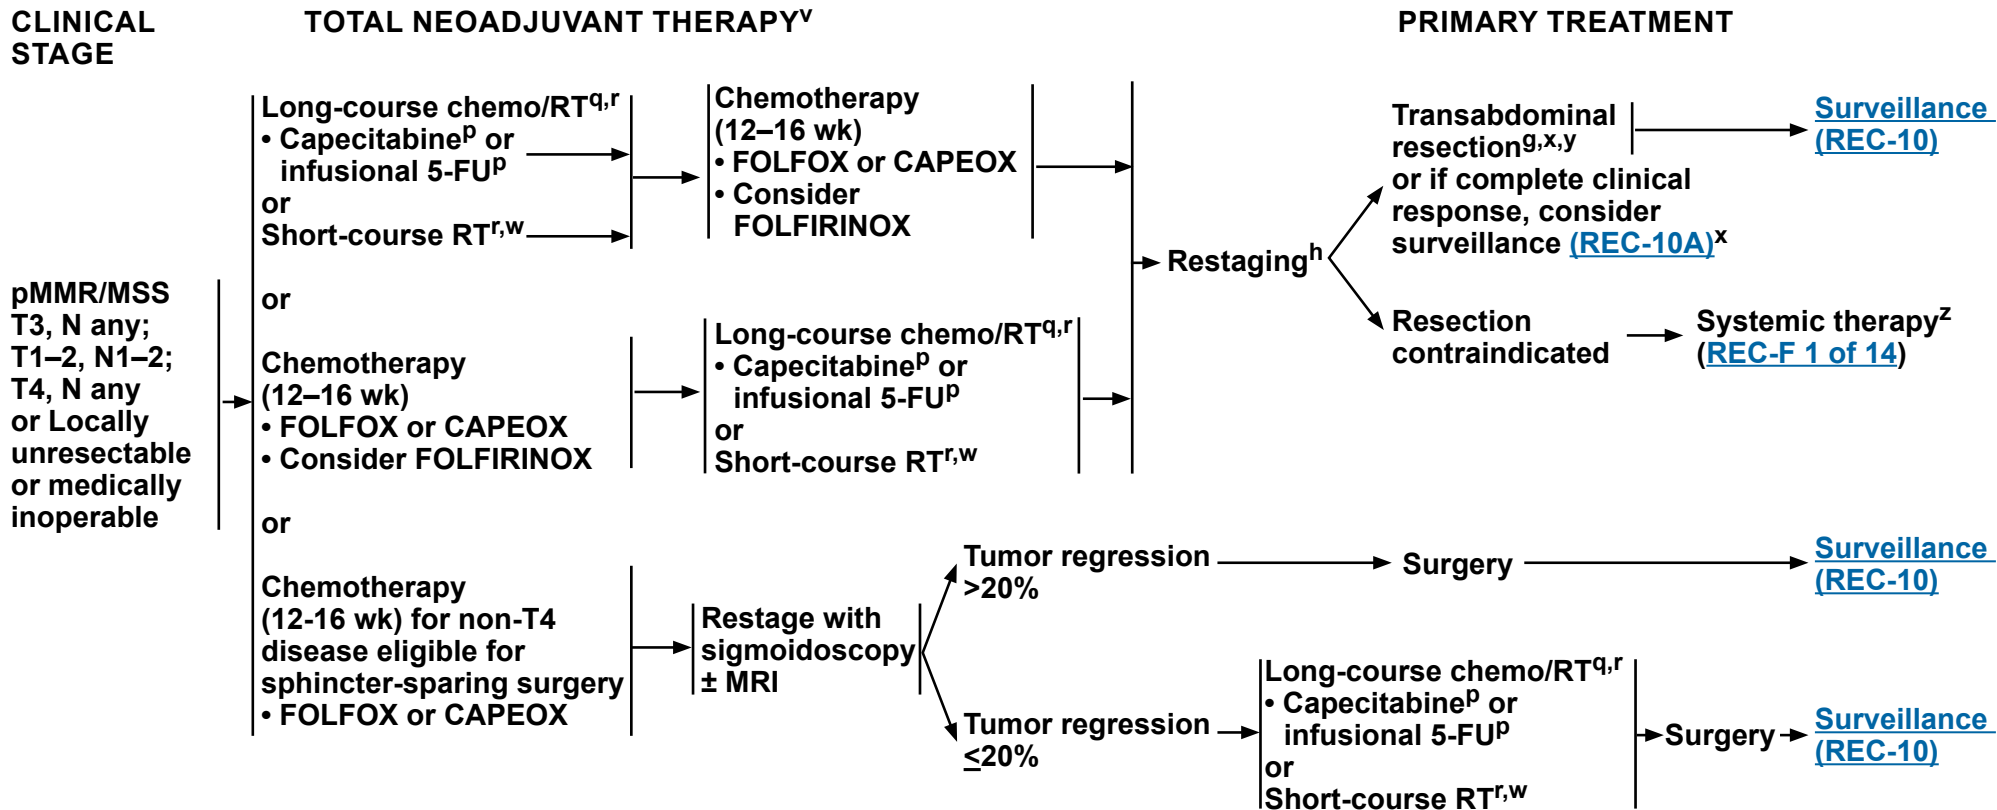 CLINICAL
STAGE
TOTAL NEOADJUVANT THERAPYv
PRIMARY TREATMENT
pMMR/MSS
T3, N any;
T1–2, N1–2;
T4, N any
or Locally
unresectable
or medically
inoperable
Long-course chemo/RTq,r
• Capecitabinep or
infusional 5-FUp
or
Short-course RTr,w
Chemotherapy
(12–16 wk)
• FOLFOX or CAPEOX
• Consider
FOLFIRINOX
or
Chemotherapy
(12–16 wk)
• FOLFOX or CAPEOX
• Consider FOLFIRINOX
Long-course chemo/RTq,r
• Capecitabinep or
infusional 5-FUp
or
Short-course RTr,w
Restagingh
Transabdominal
resectiong,x,y
or if complete clinical
response, consider
surveillance (REC-10A)x
Surveillance
(REC-10)
Resection
contraindicated
Systemic therapyz
(REC-F 1 of 14)
or
Chemotherapy
(12-16 wk) for non-T4
disease eligible for
sphincter-sparing surgery
• FOLFOX or CAPEOX
Restage with
sigmoidoscopy
± MRI
Tumor regression
>20%
Surgery
Surveillance
(REC-10)
Tumor regression
≤20%
Long-course chemo/RTq,r
• Capecitabinep or
infusional 5-FUp
or
Short-course RTr,w
Surgery
Surveillance
(REC-10)